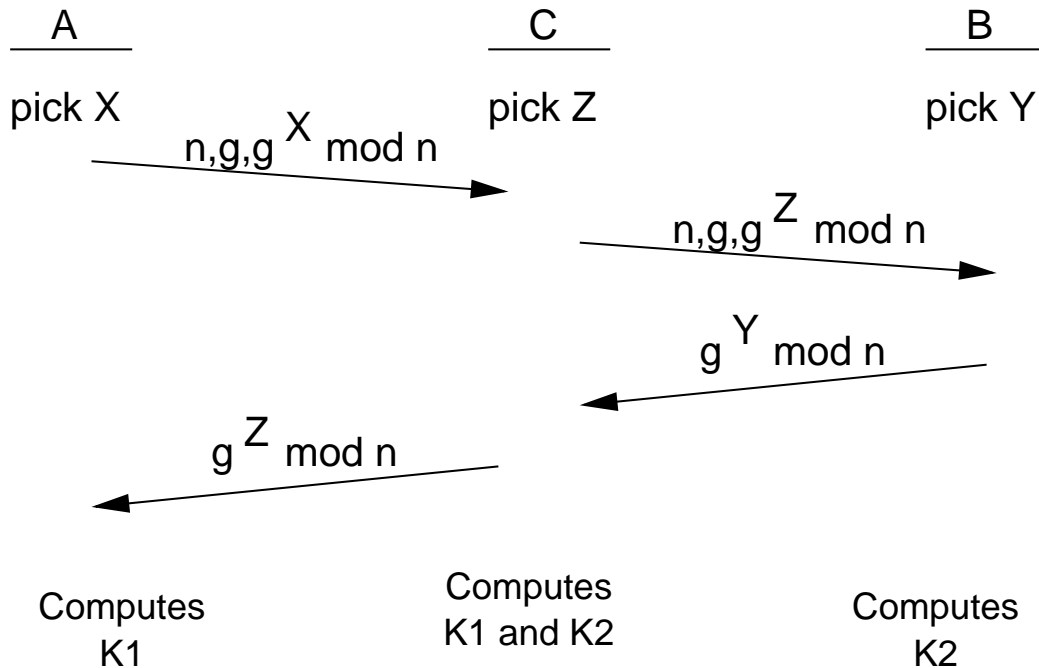 A C B
pick X pick Z pick Y
n,g,g^X mod n
n,g,g^Z mod n
g^Y mod n
g^Z mod n
Computes K1
Computes K1 and K2
Computes K2